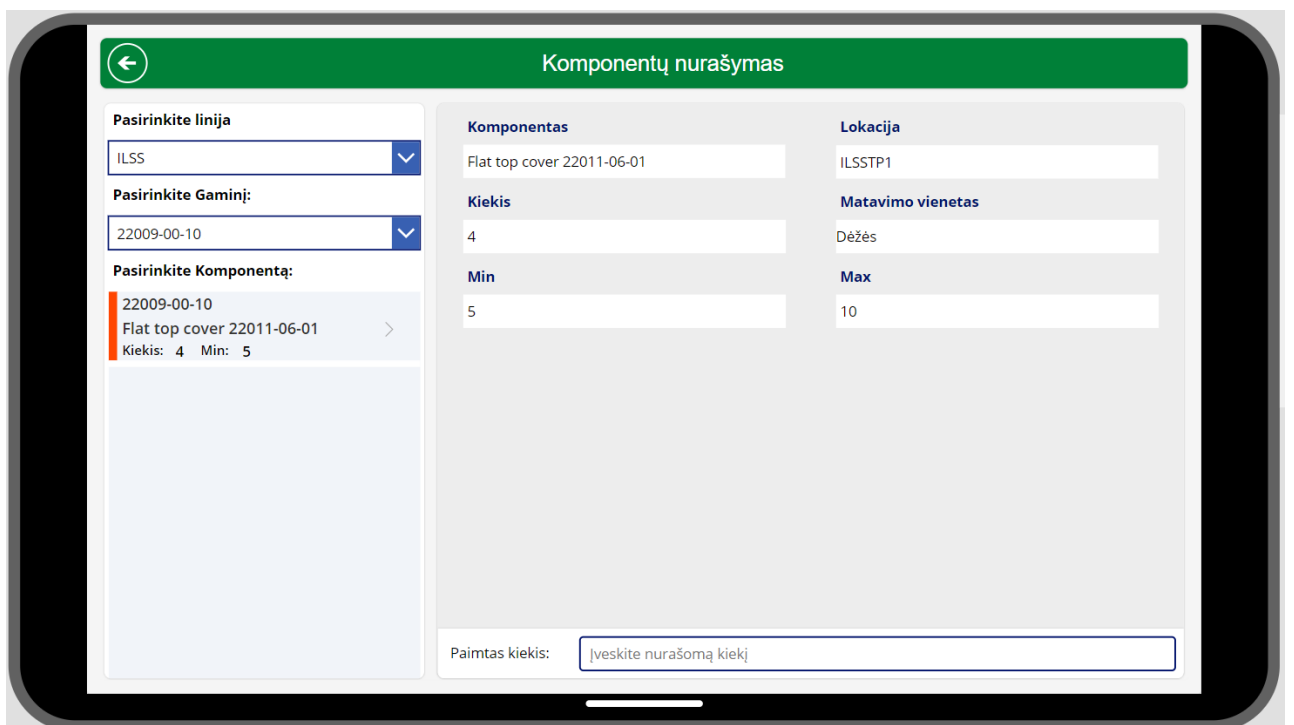 Komponentų nurašymas
Pasirinkite linija
ILSS
Pasirinkite Gaminį:
22009-00-10
Pasirinkite Komponentą:
22009-00-10
Flat top cover 22011-06-01
Kiekis: 4 Min: 5
Komponentas
Lokacija
Flat top cover 22011-06-01
ILSSTP1
Kiekis
Matavimo vienetas
4
Dėžės
Min
Max
5
10
Paimtas kiekis:
Įveskite nurašomą kiekį